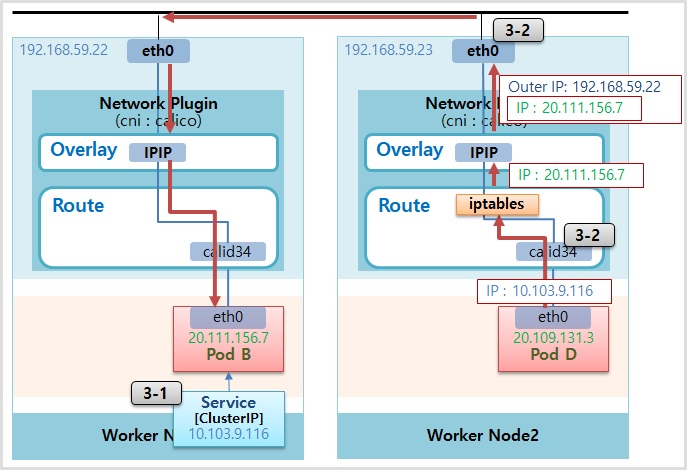 192.168.59.22
eth0
Network Plugin
(cni : calico)
Overlay
IPIP
Route
calid34
eth0
20.111.156.7
Pod B
3-1
Service
[ClusterIP]
10.103.9.116
Worker N
3-2
192.168.59.23
eth0
Outer IP: 192.168.59.22
IP : 20.111.156.7
Network
(cni : calico)
Overlay
IPIP
IP : 20.111.156.7
Route
iptables
3-2
calid34
IP : 10.103.9.116
eth0
20.109.131.3
Pod D
Worker Node2